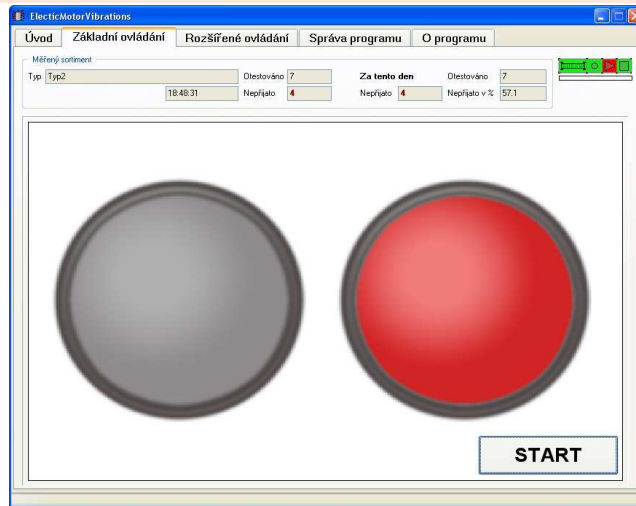 ElecticMotorVibrations
Úvod Základní ovládání Rozšířené ovládání Správa programu O programu
Měřený sortiment
Typ Typ2 Otestováno 7 Za tento den Otestováno 7
18:48:31 Nepřijato 4 Nepřijato 4 Nepřijato v % 57.1
START